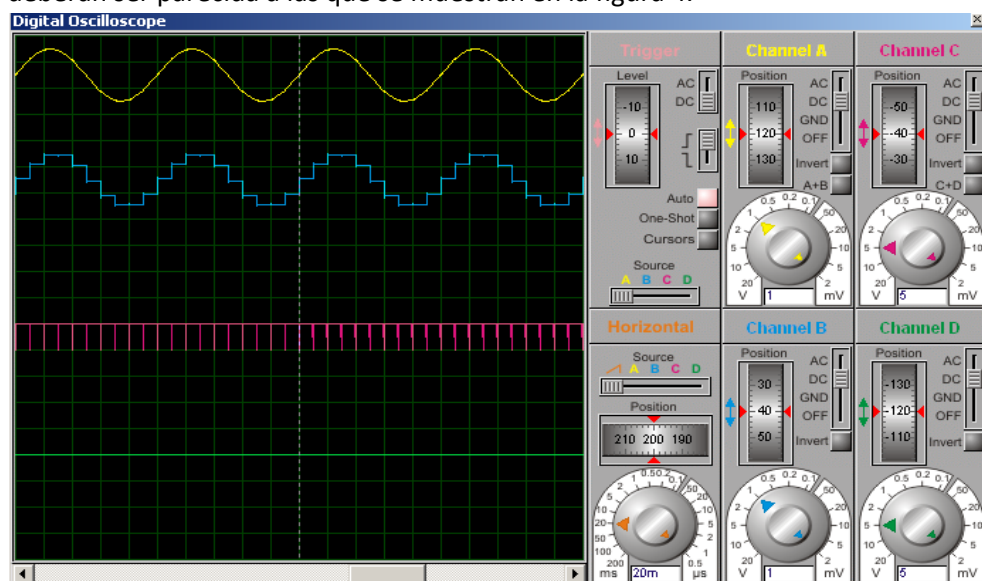 deberán ser parecida a las que se muestran en la figura
Digital Oscilloscope
Trigger
Level
AC
DC
-10
0
10
Auto
One-Shot
Cursors
Source
A B C D
Channel A
Position
AC
DC
GND
OFF
110
120
130
Invert
A+B
20 10 5 2 1 0.5 0.2 0.1 50 20 10 5 2
V
1
mV
Channel C
Position
AC
DC
GND
OFF
-50
-40
-30
Invert
C+D
20 10 5 2 1 0.5 0.2 0.1 50 20 10 5 2
V
5
mV
Horizontal
Source
A B C D
Position
210 200 190
200 100 50 20 10 5 2 1 0.5 0.2 0.1 50 20 10 5 2 1 0.5
ms
20m
µs
Channel B
Position
AC
DC
GND
OFF
30
40
50
Invert
20 10 5 2 1 0.5 0.2 0.1 50 20 10 5 2
V
1
mV
Channel D
Position
AC
DC
GND
OFF
-130
-120
-110
Invert
20 10 5 2 1 0.5 0.2 0.1 50 20 10 5 2
V
5
mV